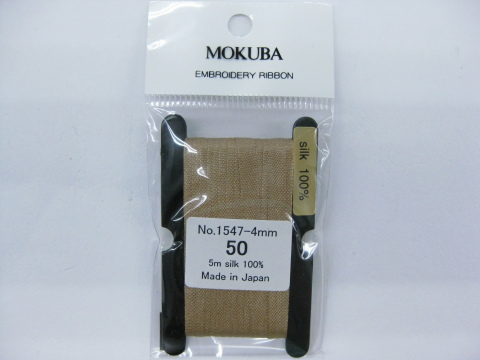 MOKUBA
EMBROIDERY RIBBON
silk 100%
No.1547-4mm
50
5m silk 100%
Made in Japan